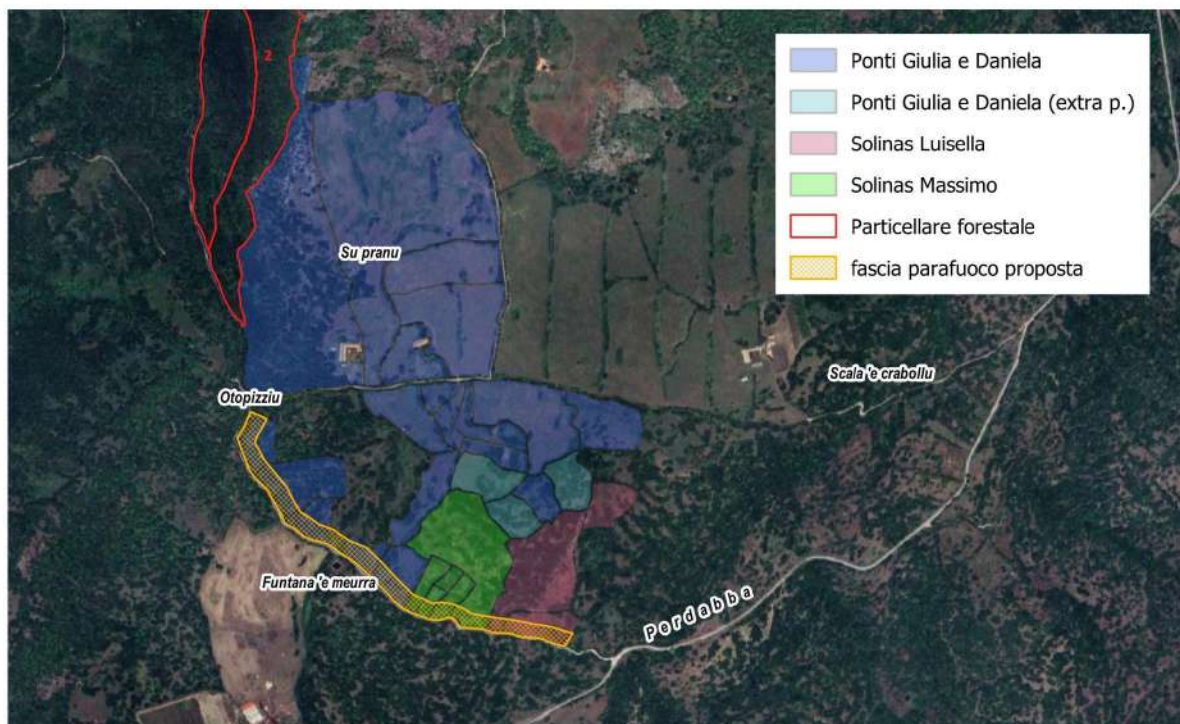 2
Ponti Giulia e Daniela
Ponti Giulia e Daniela (extra p.)
Solinas Luisella
Solinas Massimo
Particellare forestale
fascia parafuoco proposta
Su pranu
Scala 'e crabollu
Otopizziu
Funtana 'e meurra
Perdabba